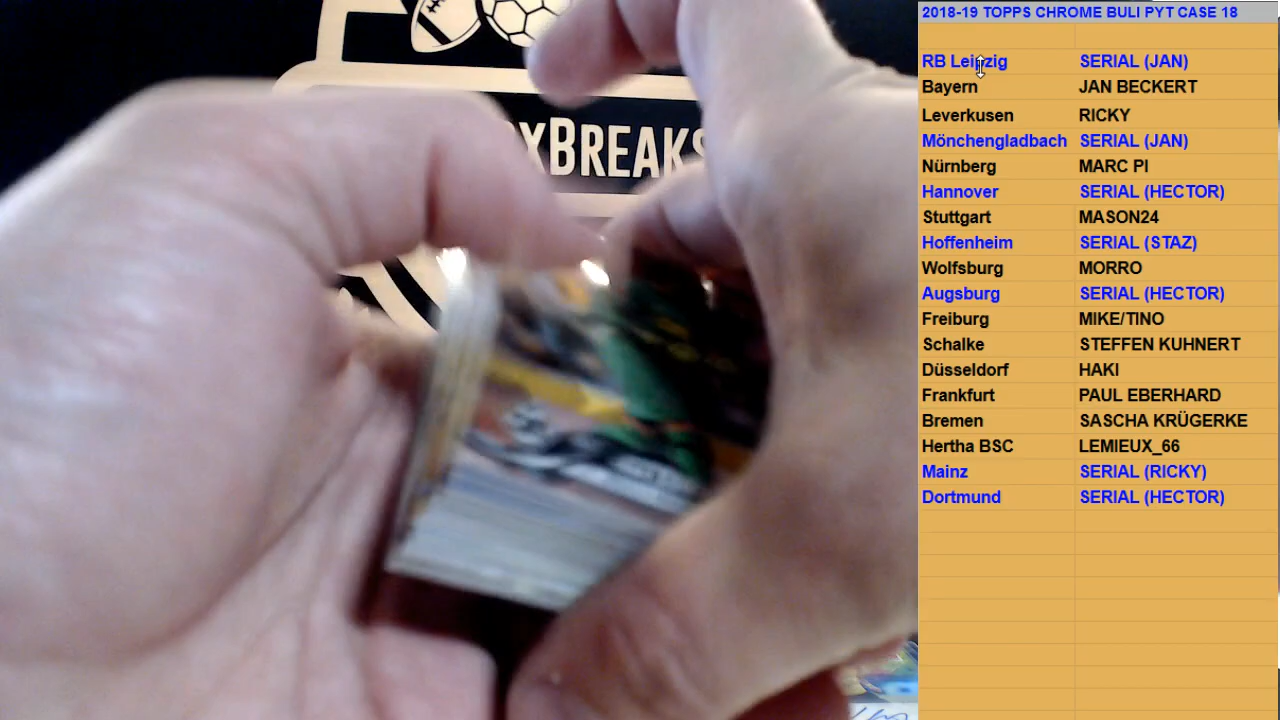 xBREAKS
2018-19 TOPPS CHROME BULI PYT CASE 18
RB Leipzig SERIAL (JAN)
Bayern JAN BECKERT
Leverkusen RICKY
Mönchengladbach SERIAL (JAN)
Nürnberg MARC PI
Hannover SERIAL (HECTOR)
Stuttgart MASON24
Hoffenheim SERIAL (STAZ)
Wolfsburg MORRO
Augsburg SERIAL (HECTOR)
Freiburg MIKE/TINO
Schalke STEFFEN KUHNERT
Düsseldorf HAKI
Frankfurt PAUL EBERHARD
Bremen SASCHA KRÜGERKE
Hertha BSC LEMIEUX_66
Mainz SERIAL (RICKY)
Dortmund SERIAL (HECTOR)